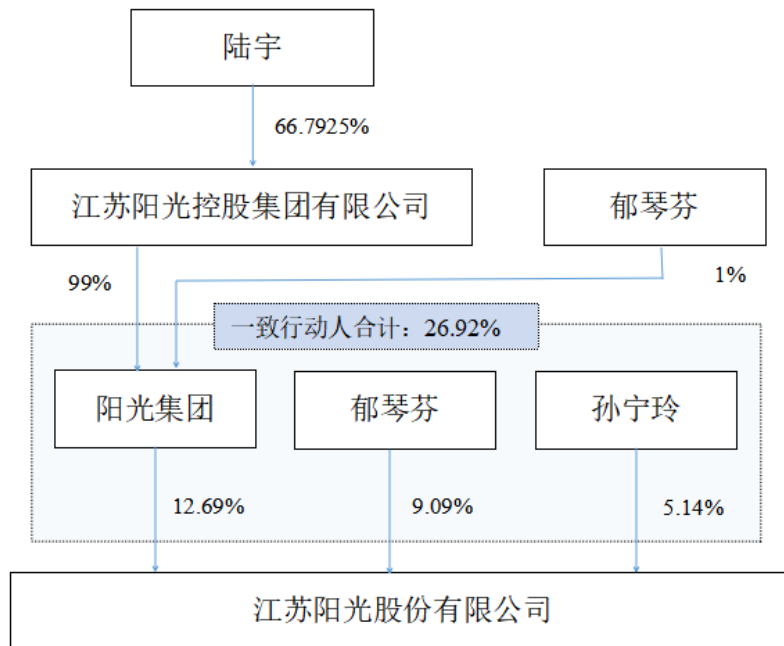 陆宇
66.7925%
江苏阳光控股集团有限公司
郁琴芬
99%
1%
一致行动人合计：26.92%
阳光集团
郁琴芬
孙宁玲
12.69%
9.09%
5.14%
江苏阳光股份有限公司